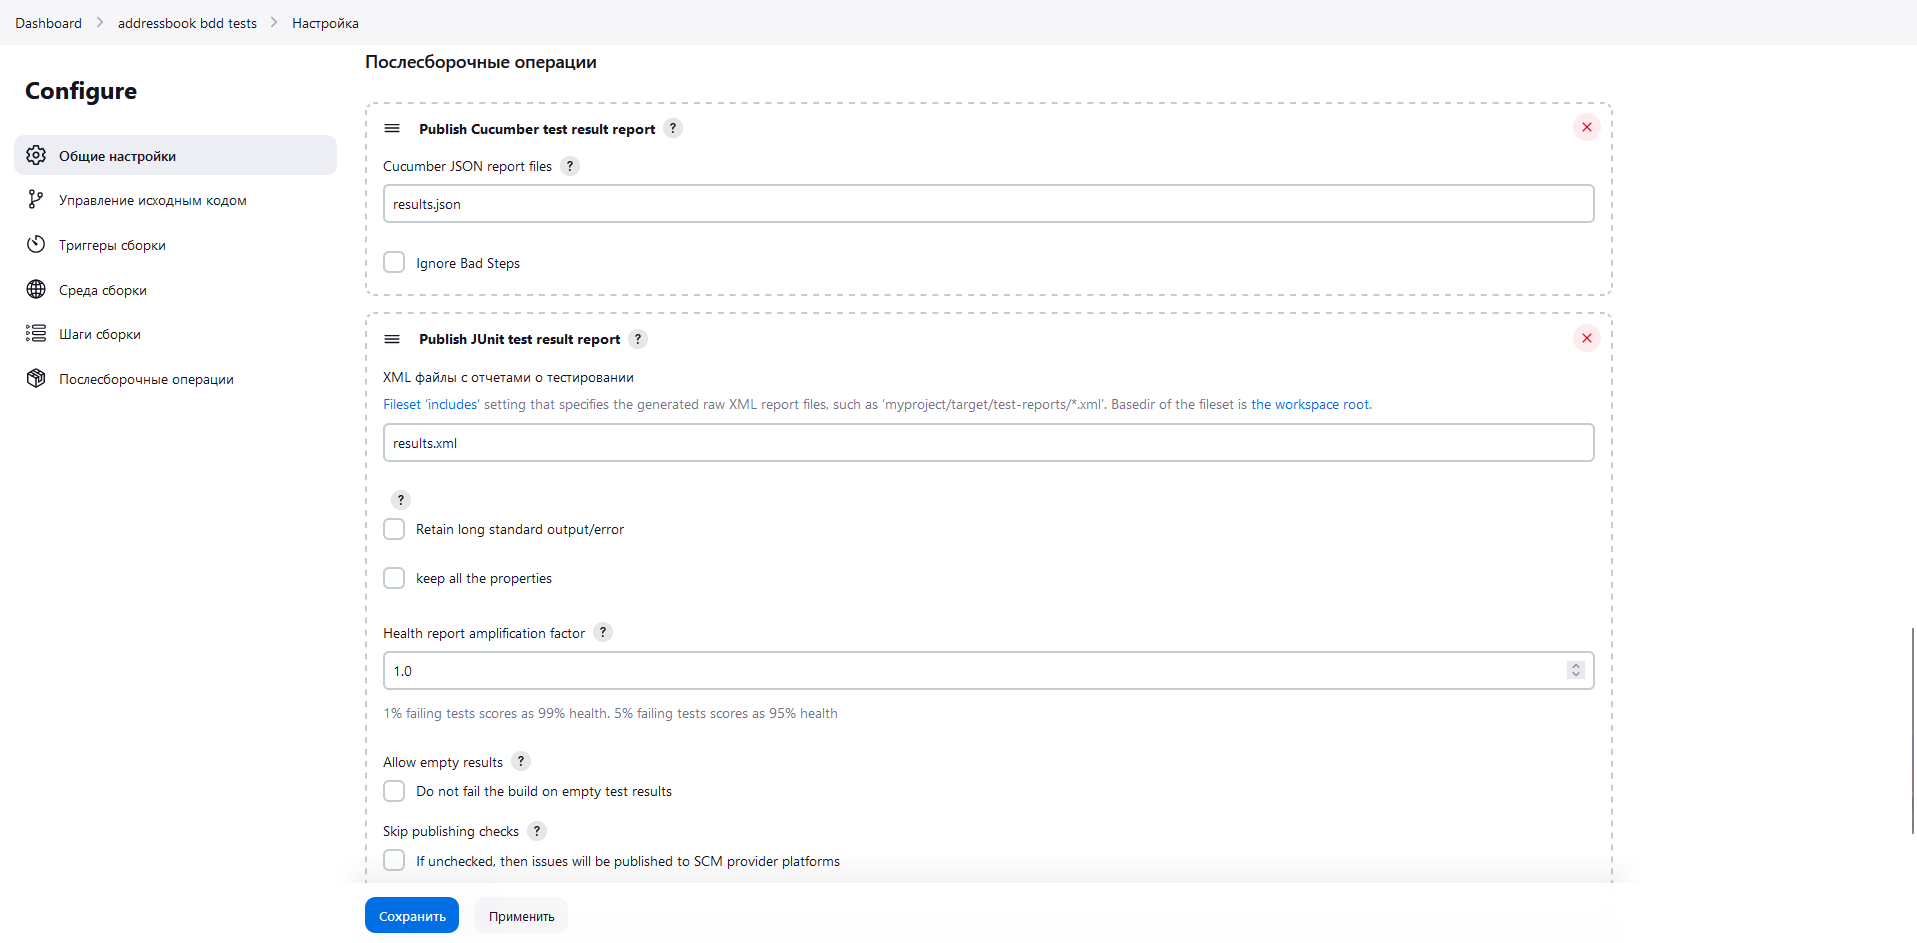 Dashboard addressbook bdd tests Настройка
Configure
Общие настройки
Управление исходным кодом
Триггеры сборки
Среда сборки
Шаги сборки
Послесборочные операции
Послесборочные операции
Publish Cucumber test result report ?
Cucumber JSON report files ?
results.json
Ignore Bad Steps
Publish JUnit test result report ?
XML файлы с отчетами о тестировании
Fileset 'includes' setting that specifies the generated raw XML report files, such as 'myproject/target/test-reports/*.xml'. Basedir of the fileset is the workspace root.
results.xml
?
Retain long standard output/error
keep all the properties
Health report amplification factor ?
1.0
1% failing tests scores as 99% health. 5% failing tests scores as 95% health
Allow empty results ?
Do not fail the build on empty test results
Skip publishing checks ?
If unchecked, then issues will be published to SCM provider platforms
Сохранить Применить